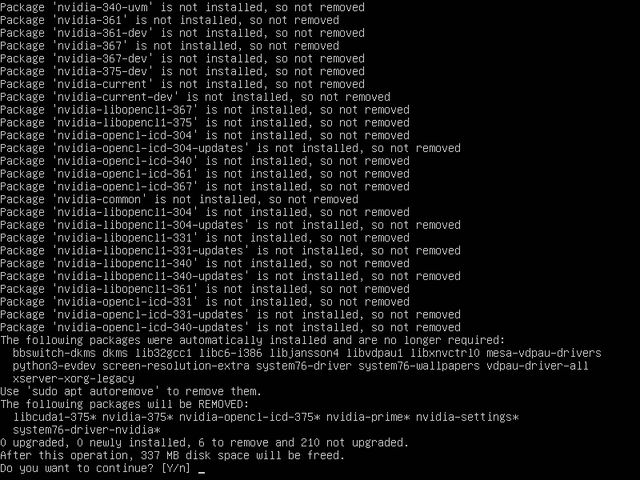 Package 'nvidia-340-uvm' is not installed, so not removed
Package 'nvidia-361' is not installed, so not removed
Package 'nvidia-361-dev' is not installed, so not removed
Package 'nvidia-367' is not installed, so not removed
Package 'nvidia-367-dev' is not installed, so not removed
Package 'nvidia-375-dev' is not installed, so not removed
Package 'nvidia-current' is not installed, so not removed
Package 'nvidia-current-dev' is not installed, so not removed
Package 'nvidia-libopencl1-367' is not installed, so not removed
Package 'nvidia-libopencl1-375' is not installed, so not removed
Package 'nvidia-opencl-icd-304' is not installed, so not removed
Package 'nvidia-opencl-icd-304-updates' is not installed, so not removed
Package 'nvidia-opencl-icd-340' is not installed, so not removed
Package 'nvidia-opencl-icd-361' is not installed, so not removed
Package 'nvidia-opencl-icd-367' is not installed, so not removed
Package 'nvidia-common' is not installed, so not removed
Package 'nvidia-libopencl1-304' is not installed, so not removed
Package 'nvidia-libopencl1-304-updates' is not installed, so not removed
Package 'nvidia-libopencl1-331' is not installed, so not removed
Package 'nvidia-libopencl1-331-updates' is not installed, so not removed
Package 'nvidia-libopencl1-340' is not installed, so not removed
Package 'nvidia-libopencl1-340-updates' is not installed, so not removed
Package 'nvidia-libopencl1-361' is not installed, so not removed
Package 'nvidia-opencl-icd-331' is not installed, so not removed
Package 'nvidia-opencl-icd-331-updates' is not installed, so not removed
Package 'nvidia-opencl-icd-340-updates' is not installed, so not removed
The following packages were automatically installed and are no longer required:
  bbswitch-dkms dkms lib32gcc1 libc6-i386 libjansson4 libvdpau1 libxnvctrl0 mesa-vdpau-drivers
  python3-evdev screen-resolution-extra system76-driver system76-wallpapers vdpau-driver-all
  xserver-xorg-legacy
Use 'sudo apt autoremove' to remove them.
The following packages will be REMOVED:
  libcuda1-375* nvidia-375* nvidia-opencl-icd-375* nvidia-prime* nvidia-settings*
  system76-driver-nvidia*
0 upgraded, 0 newly installed, 6 to remove and 210 not upgraded.
After this operation, 337 MB disk space will be freed.
Do you want to continue? [Y/n] _